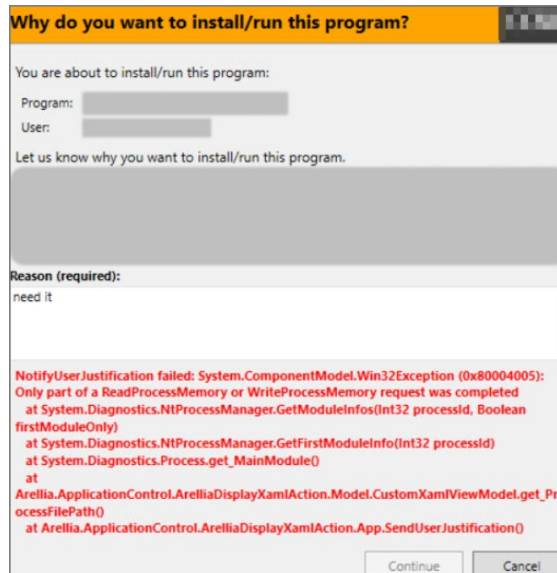 Why do you want to install/run this program?
You are about to install/run this program:
Program:
User:
Let us know why you want to install/run this program.
Reason (required):
need it
NotifyUserJustification failed: System.ComponentModel.Win32Exception (0x80004005):
Only part of a ReadProcessMemory or WriteProcessMemory request was completed
at System.Diagnostics.NtProcessManager.GetModuleInfos(Int32 processId, Boolean
firstModuleOnly)
at System.Diagnostics.NtProcessManager.GetFirstModuleInfo(Int32 processId)
at System.Diagnostics.Process.get_MainModule()
at
Arellia.ApplicationControl.ArelliaDisplayXamlAction.Model.CustomXamlViewModel.get_Pr
ocessFilePath()
at Arellia.ApplicationControl.ArelliaDisplayXamlAction.App.SendUserJustification()
Continue
Cancel